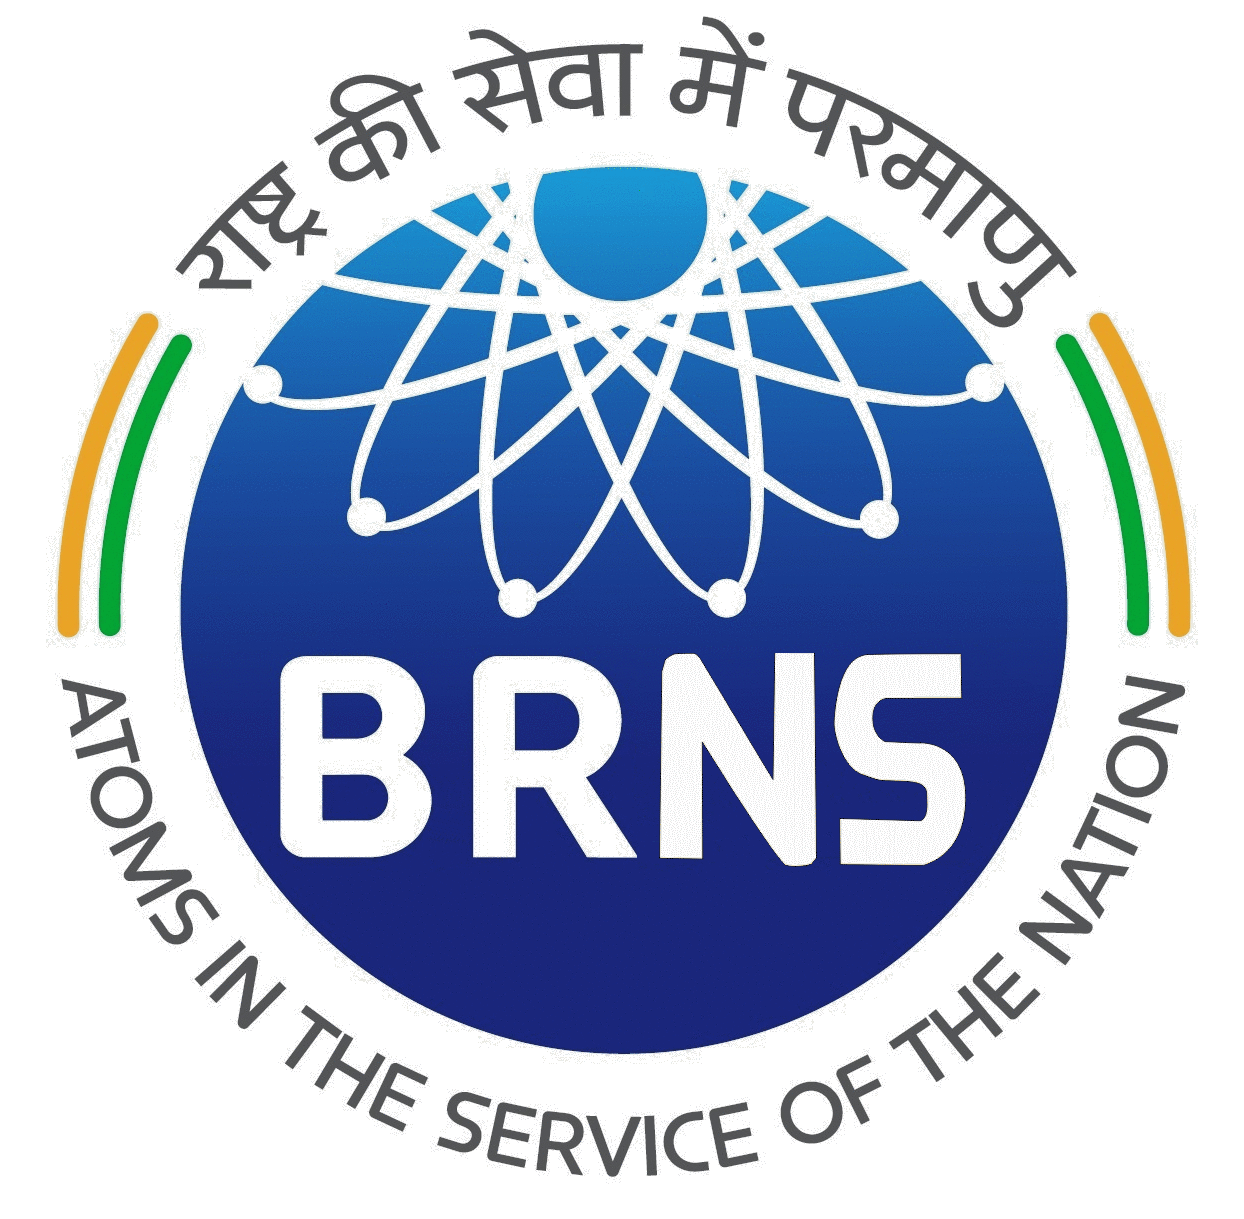 राष्ट्र की सेवा में परमाणु
BRNS
ATOMS IN THE SERVICE OF THE NATION